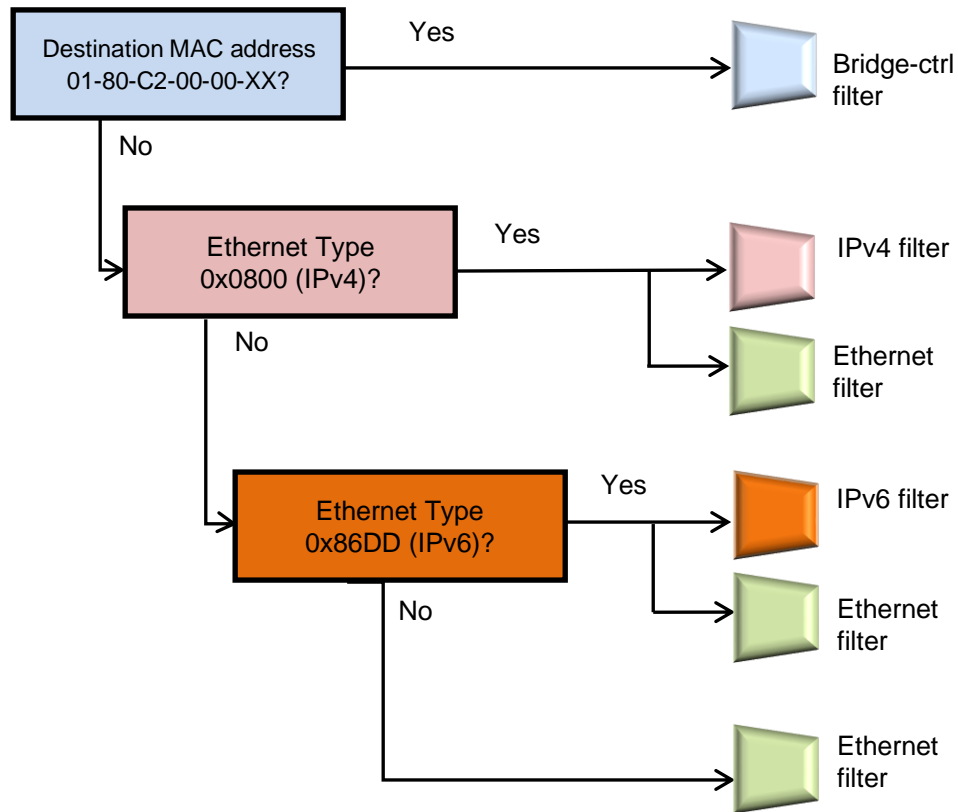 Destination MAC address
01-80-C2-00-00-XX?
Yes
Bridge-ctrl
filter
No
Ethernet Type
0x0800 (IPv4)?
Yes
IPv4 filter
No
Ethernet
filter
Ethernet Type
0x86DD (IPv6)?
Yes
IPv6 filter
No
Ethernet
filter
Ethernet
filter